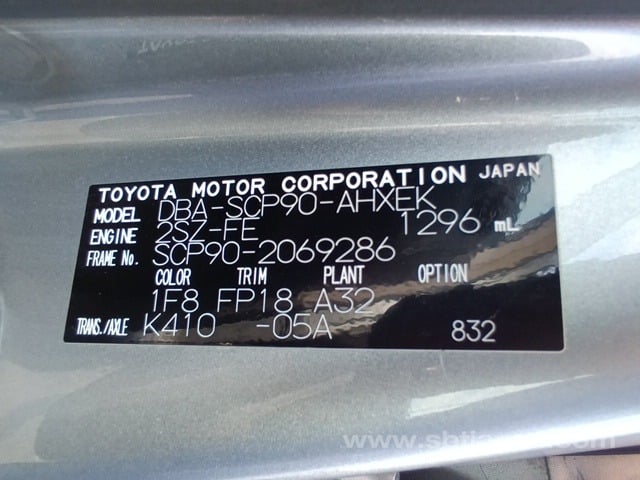 TOYOTA MOTOR CORPORATION JAPAN
MODEL DBA-SCP90-AHXEK
ENGINE 2SZ-FE 1296 mL
FRAME No. SCP90-2069286
COLOR TRIM PLANT OPTION
1F8 FP18 A32
TRANS./AXLE K410 -05A 832